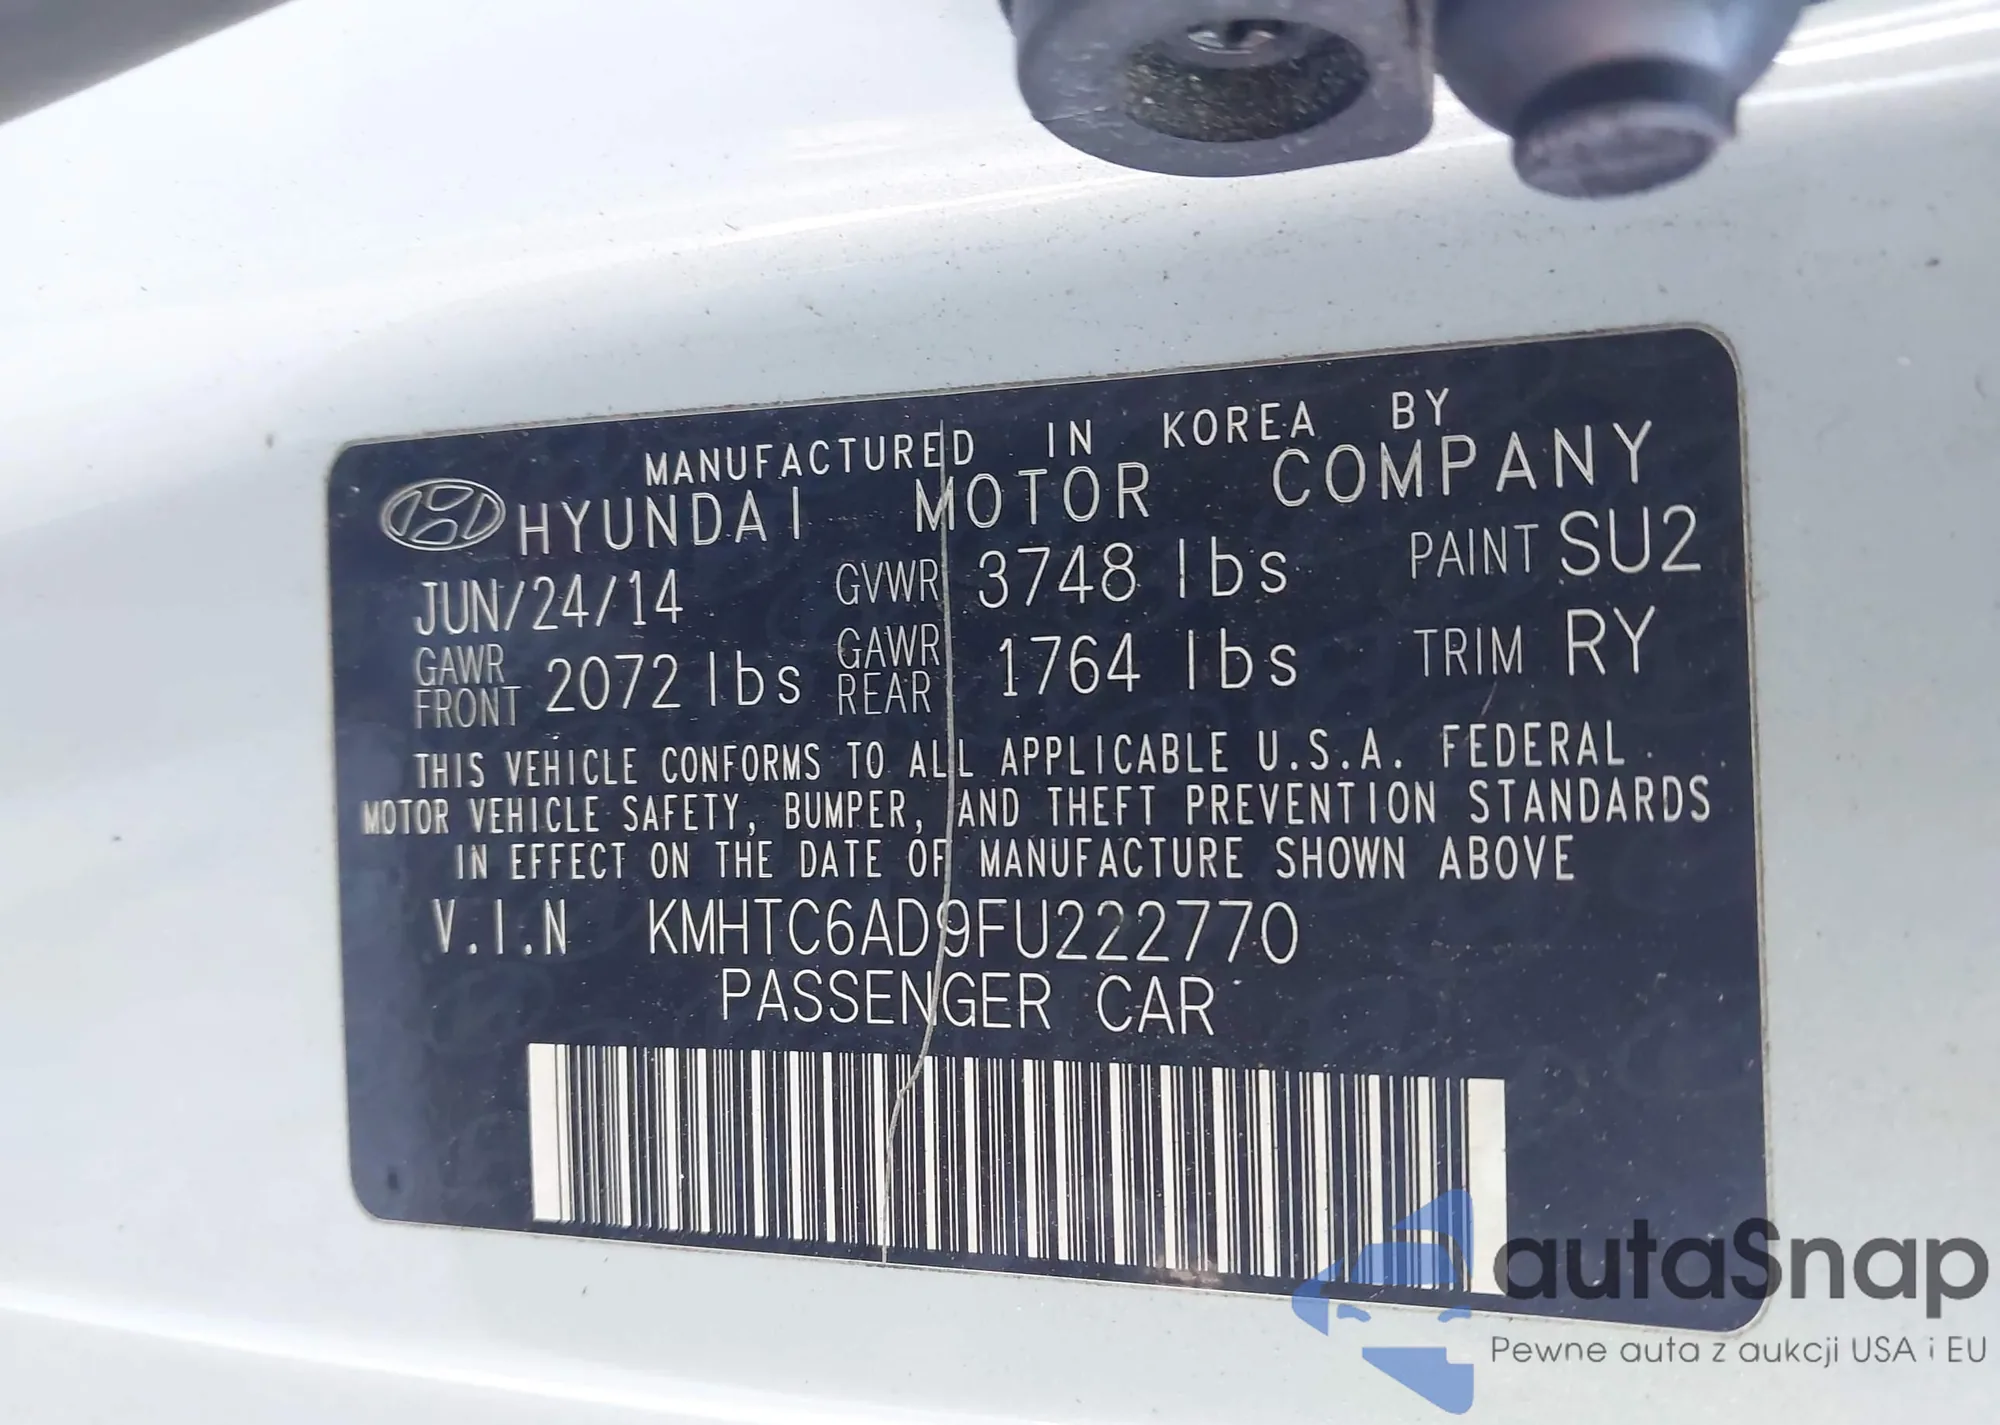 MANUFACTURED IN KOREA BY
HYUNDAI MOTOR COMPANY
JUN/24/14 GVWR 3748 lbs PAINT SU2
GAWR FRONT 2072 lbs GAWR REAR 1764 lbs TRIM RY
THIS VEHICLE CONFORMS TO ALL APPLICABLE U.S.A. FEDERAL
MOTOR VEHICLE SAFETY, BUMPER, AND THEFT PREVENTION STANDARDS
IN EFFECT ON THE DATE OF MANUFACTURE SHOWN ABOVE
V.I.N KMHTC6AD9FU222770
PASSENGER CAR
autaSnap
Pewne auta z aukcji USA i EU